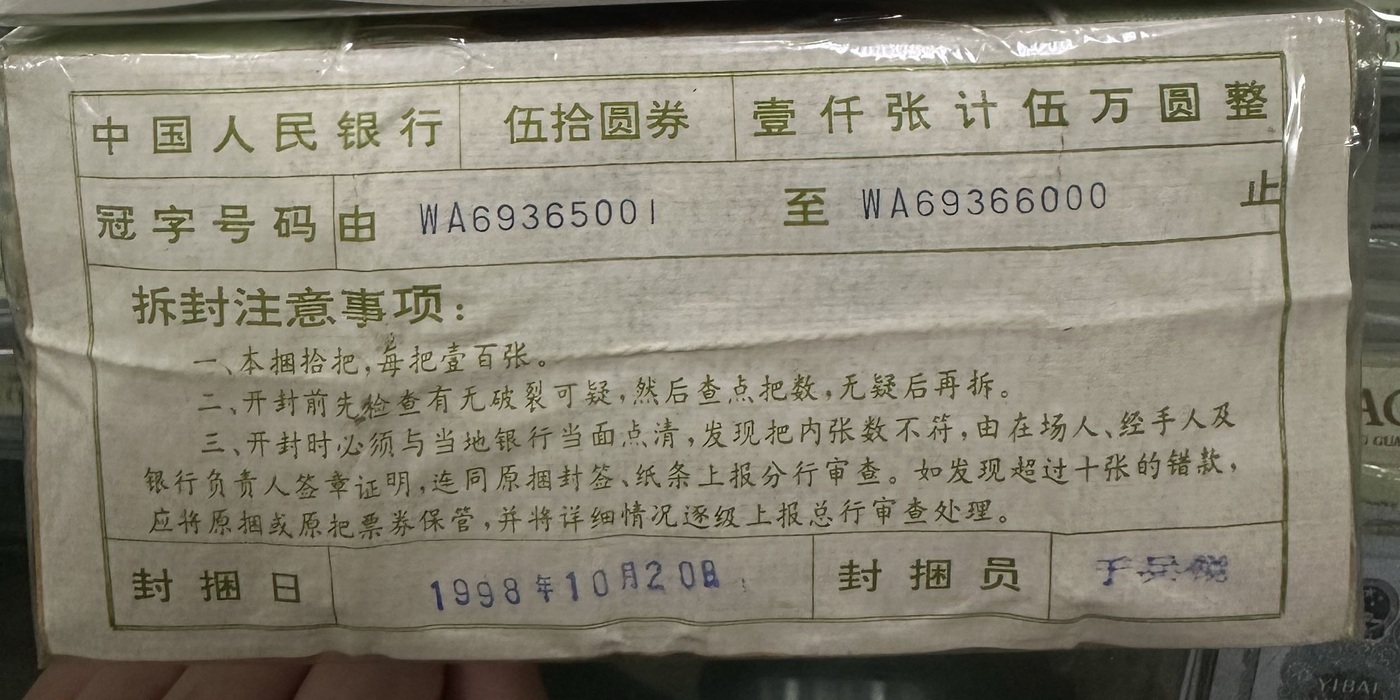 中国人民银行 伍拾圆券 壹仟张计伍万圆整
冠字号码 由 WA69365001 至 WA69366000 止
拆封注意事项：
一、本捆拾把，每把壹百张。
二、开封前先检查有无破裂可疑，然后查点把数，无疑后再拆。
三、开封时必须与当地银行当面点清，发现把内张数不符，由在场人、经手人及
银行负责人签章证明，连同原捆封签、纸条上报分行审查。如发现超过十张的错款，
应将原捆或原把票券保管，并将详细情况逐级上报总行审查处理。
封捆日 1998年10月20日 封捆员
YIBAI